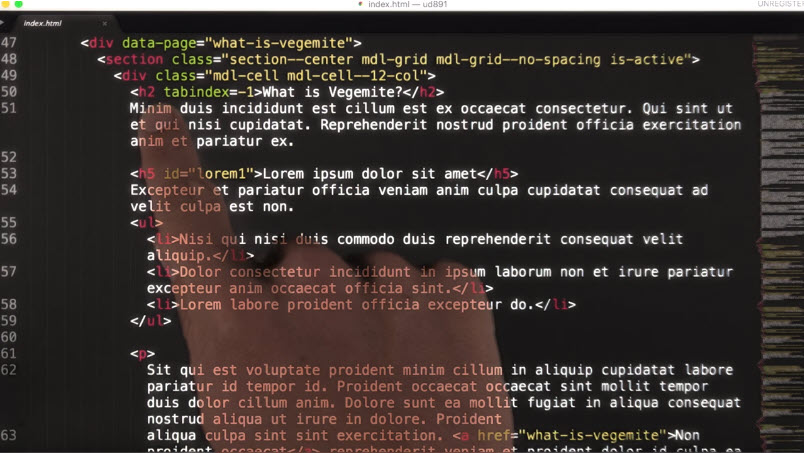 index.html — ud891
UNREGISTER
index.html ×
47 <div data-page="what-is-vegemite">
48 <section class="section--center mdl-grid mdl-grid--no-spacing is-active">
49 <div class="mdl-cell mdl-cell--12-col">
50 <h2 tabindex=-1>What is Vegemite?</h2>
51 Minim duis incididunt est cillum est ex occaecat consectetur. Qui sint ut
et qui nisi cupidatat. Reprehenderit nostrud proident officia exercitation
anim et pariatur ex.
52
53 <h5 id="lorem1">Lorem ipsum dolor sit amet</h5>
54 Excepteur et pariatur officia veniam anim culpa cupidatat consequat ad
velit culpa est non.
55 <ul>
56 <li>Nisi qui nisi duis commodo duis reprehenderit consequat velit
aliquip.</li>
57 <li>Dolor consectetur incididunt in ipsum laborum non et irure pariatur
excepteur anim occaecat officia sint.</li>
58 <li>Lorem labore proident officia excepteur do.</li>
59 </ul>
60
61 <p>
62 Sit qui est voluptate proident minim cillum in aliquip cupidatat labore
pariatur id tempor id. Proident occaecat occaecat sint mollit tempor
duis dolor cillum anim. Dolore sunt ea mollit fugiat in aliqua consequat
nostrud aliqua ut irure in dolore. Proident
63 aliqua culpa sint sint exercitation. <a href="what-is-vegemite">Non
proident occaecat</a> reprehenderit veniam et proident id culpa ea